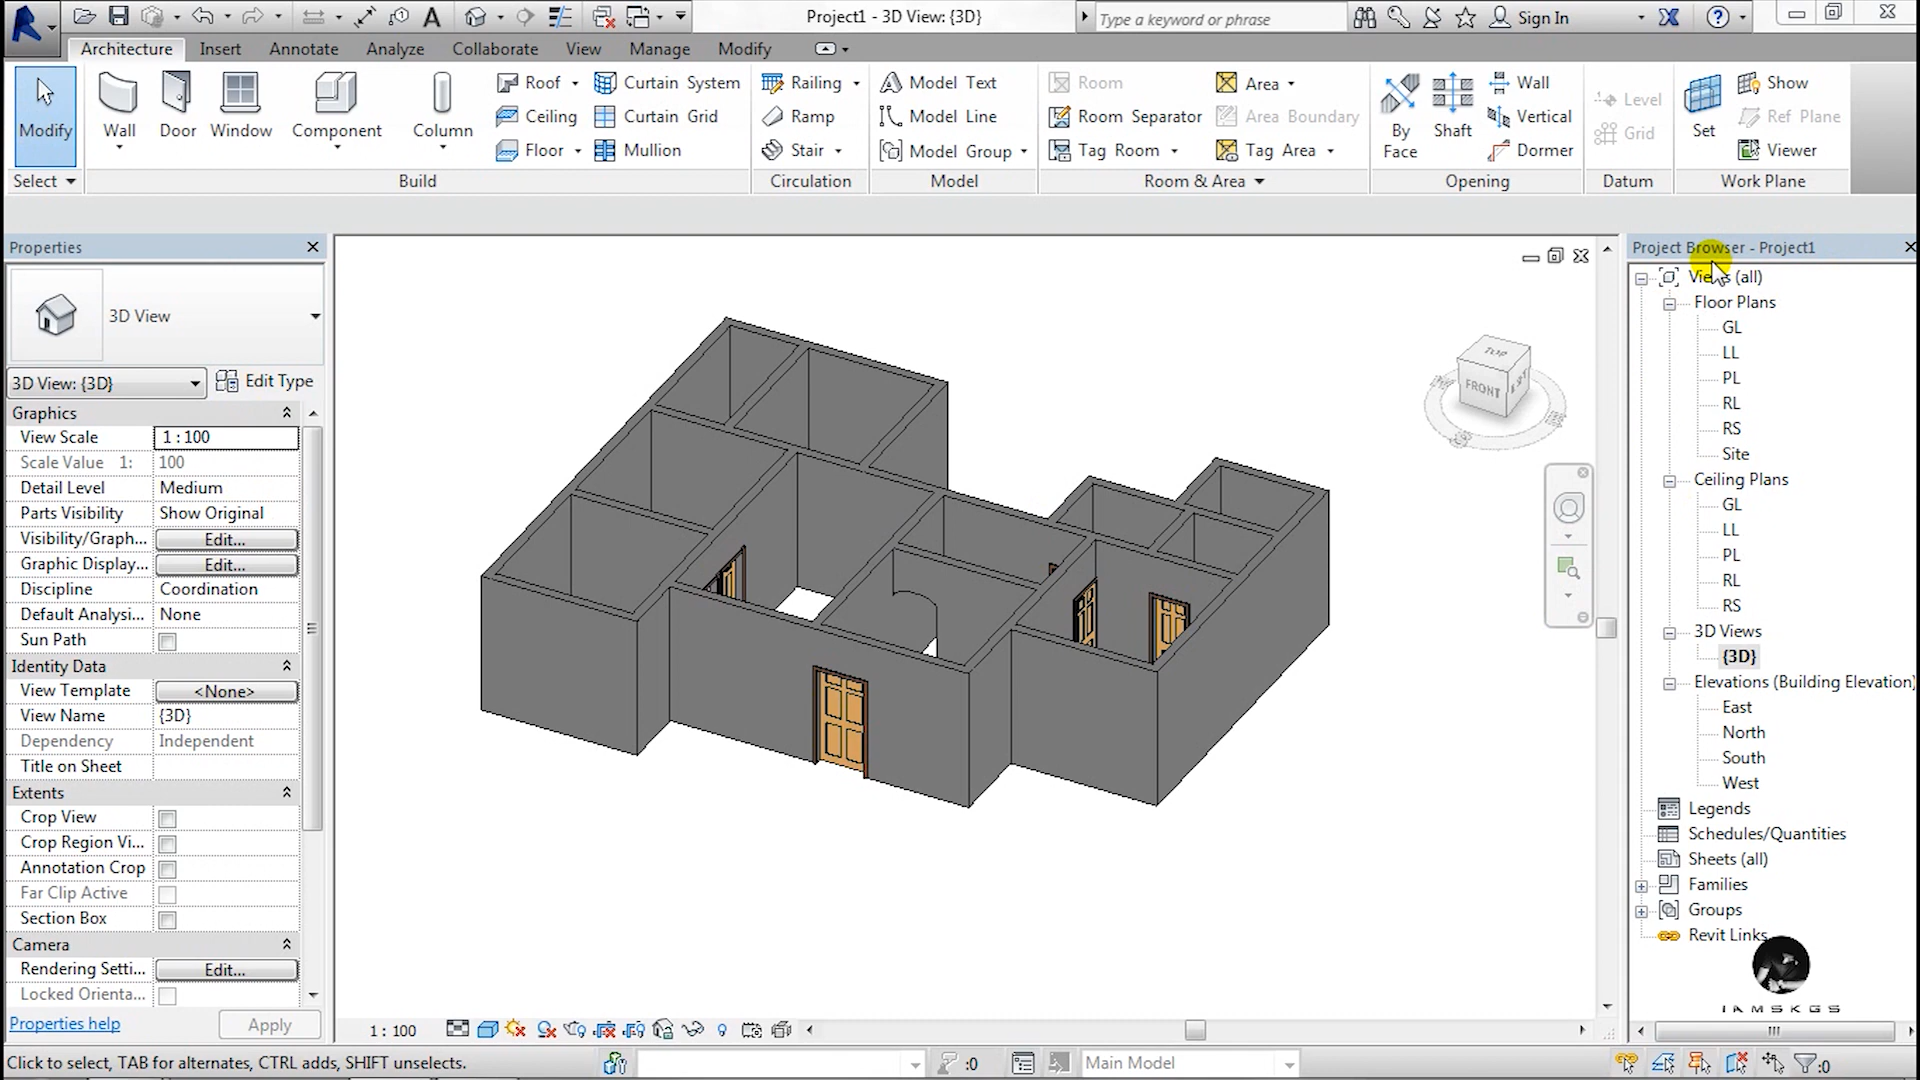 Project1 - 3D View: {3D}
Type a keyword or phrase
Sign In
Architecture Insert Annotate Analyze Collaborate View Manage Modify
Modify
Wall
Door
Window
Component
Column
Roof
Ceiling
Floor
Curtain System
Curtain Grid
Mullion
Railing
Ramp
Stair
Model Text
Model Line
Model Group
Room
Room Separator
Tag Room
Area
Area Boundary
Tag Area
By Face
Shaft
Wall
Vertical
Dormer
Level
Grid
Set
Show
Ref Plane
Viewer
Select Build Circulation Model Room & Area Opening Datum Work Plane
Properties
3D View
3D View: {3D} Edit Type
Graphics
View Scale 1 : 100
Scale Value 1: 100
Detail Level Medium
Parts Visibility Show Original
Visibility/Graph... Edit...
Graphic Display... Edit...
Discipline Coordination
Default Analysi... None
Sun Path
Identity Data
View Template <None>
View Name {3D}
Dependency Independent
Title on Sheet
Extents
Crop View
Crop Region Vi...
Annotation Crop
Far Clip Active
Section Box
Camera
Rendering Setti... Edit...
Locked Orienta...
Properties help Apply
TOP
FRONT
Project Browser - Project1
Views (all)
Floor Plans
GL
LL
PL
RL
RS
Site
Ceiling Plans
GL
LL
PL
RL
RS
3D Views
{3D}
Elevations (Building Elevation)
East
North
South
West
Legends
Schedules/Quantities
Sheets (all)
Families
Groups
Revit Links
IAMSKGS
1 : 100
Click to select, TAB for alternates, CTRL adds, SHIFT unselects.
:0
Main Model
:0